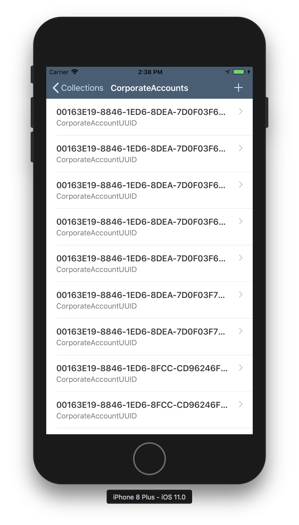 Carrier 2:38 PM
Collections CorporateAccounts +
00163E19-8846-1ED6-8DEA-7D0F03F6...
CorporateAccountUUID
00163E19-8846-1ED6-8DEA-7D0F03F6...
CorporateAccountUUID
00163E19-8846-1ED6-8DEA-7D0F03F6...
CorporateAccountUUID
00163E19-8846-1ED6-8DEA-7D0F03F6...
CorporateAccountUUID
00163E19-8846-1ED6-8DEA-7D0F03F6...
CorporateAccountUUID
00163E19-8846-1ED6-8DEA-7D0F03F7...
CorporateAccountUUID
00163E19-8846-1ED6-8DEA-7D0F03F7...
CorporateAccountUUID
00163E19-8846-1ED6-8FCC-CD96246F...
CorporateAccountUUID
00163E19-8846-1ED6-8FCC-CD96246F...
CorporateAccountUUID
iPhone 8 Plus - iOS 11.0